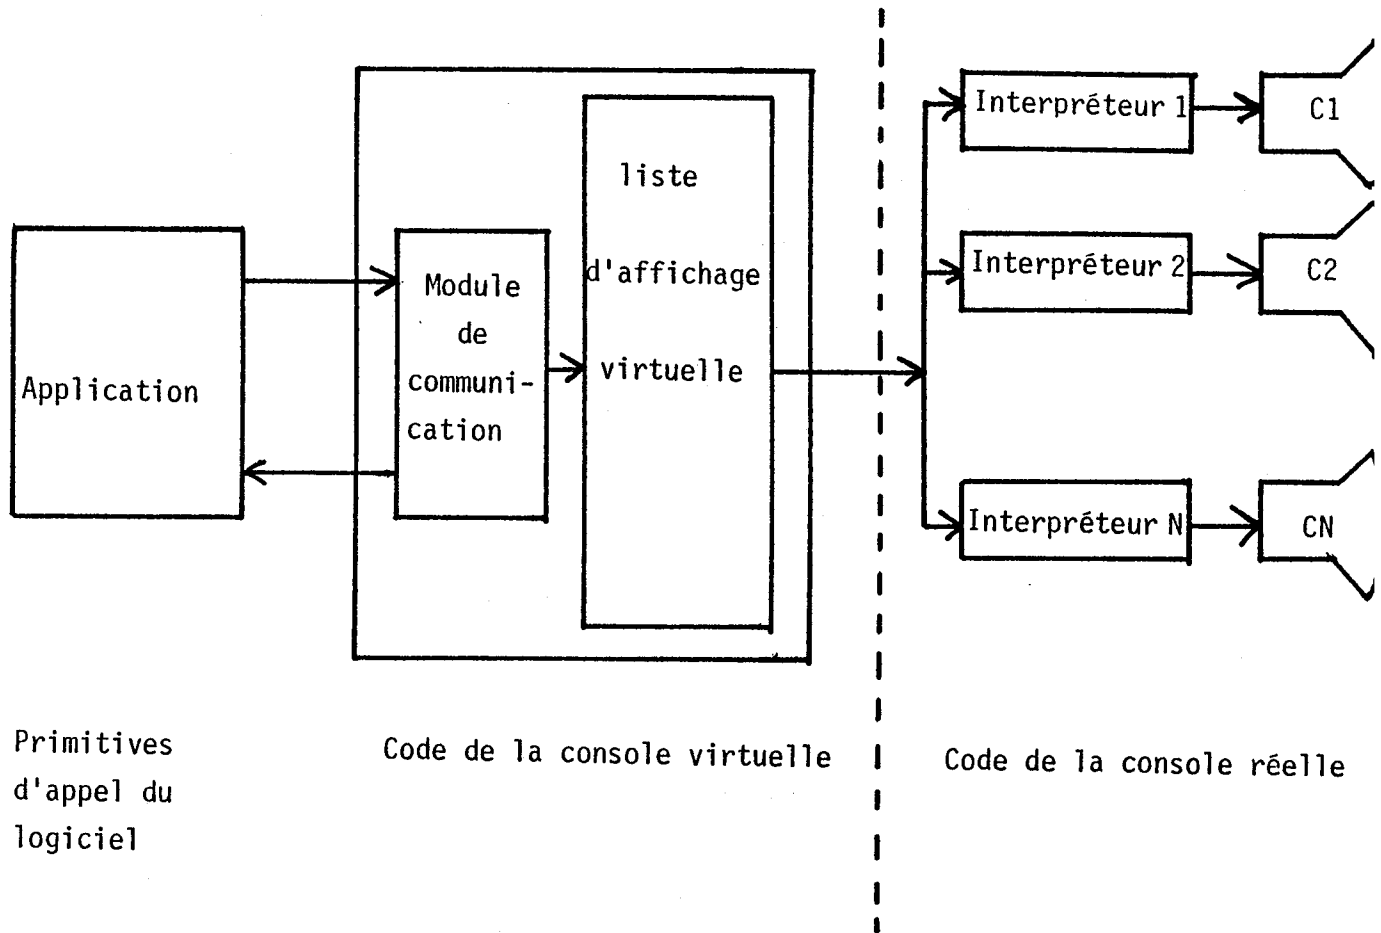 Application
Module
de
communi-
cation
liste
d'affichage
virtuelle
Interpréteur 1
C1
Interpréteur 2
C2
Interpréteur N
CN
Primitives
d'appel du
logiciel
Code de la console virtuelle
Code de la console réelle